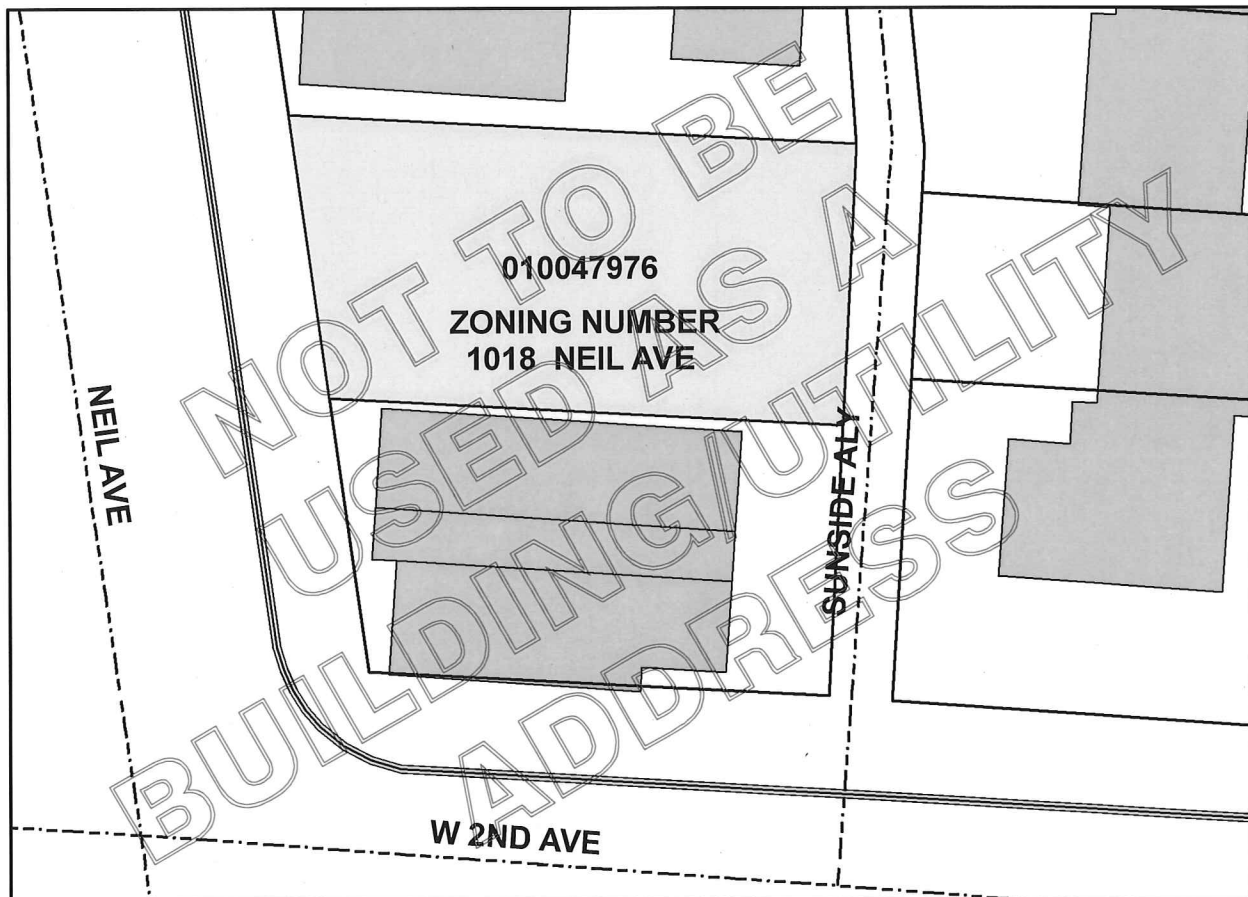 NOT TO BE
USED AS A
BUILDING/UTILITY
ADDRESS
010047976
ZONING NUMBER
1018 NEIL AVE
NEIL AVE
SUNSIDE ALY
W 2ND AVE